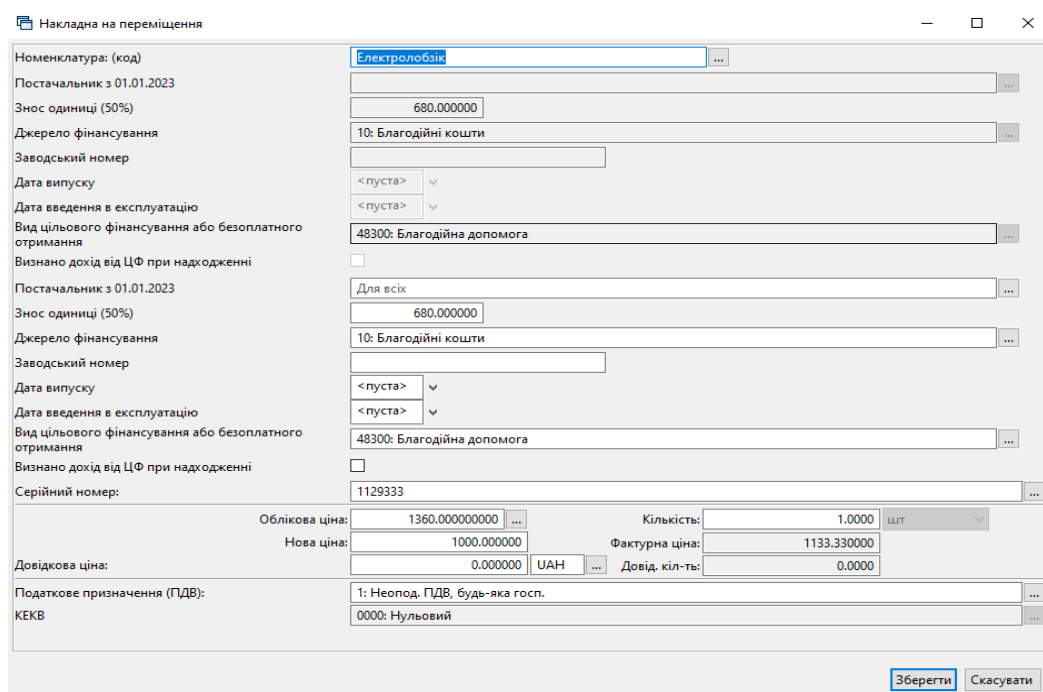 Накладна на переміщення
Номенклатура: (код) Електролобзік ...
Постачальник з 01.01.2023 ...
Знос одиниці (50%) 680.000000
Джерело фінансування 10: Благодійні кошти ...
Заводський номер
Дата випуску <пуста>
Дата введення в експлуатацію <пуста>
Вид цільового фінансування або безоплатного
отримання 48300: Благодійна допомога ...
Визнано дохід від ЦФ при надходженні
Постачальник з 01.01.2023 Для всіх ...
Знос одиниці (50%) 680.000000
Джерело фінансування 10: Благодійні кошти ...
Заводський номер
Дата випуску <пуста>
Дата введення в експлуатацію <пуста>
Вид цільового фінансування або безоплатного
отримання 48300: Благодійна допомога ...
Визнано дохід від ЦФ при надходженні
Серійний номер: 1129333 ...
Облікова ціна: 1360.000000000 ... Кількість: 1.0000 шт
Нова ціна: 1000.000000 Фактурна ціна: 1133.330000
Довідкова ціна: 0.000000 UAH ... Довід. кіл-ть: 0.0000
Податкове призначення (ПДВ): 1: Неопод. ПДВ, будь-яка госп. ...
КЕКВ 0000: Нульовий ...
Зберегти Скасувати